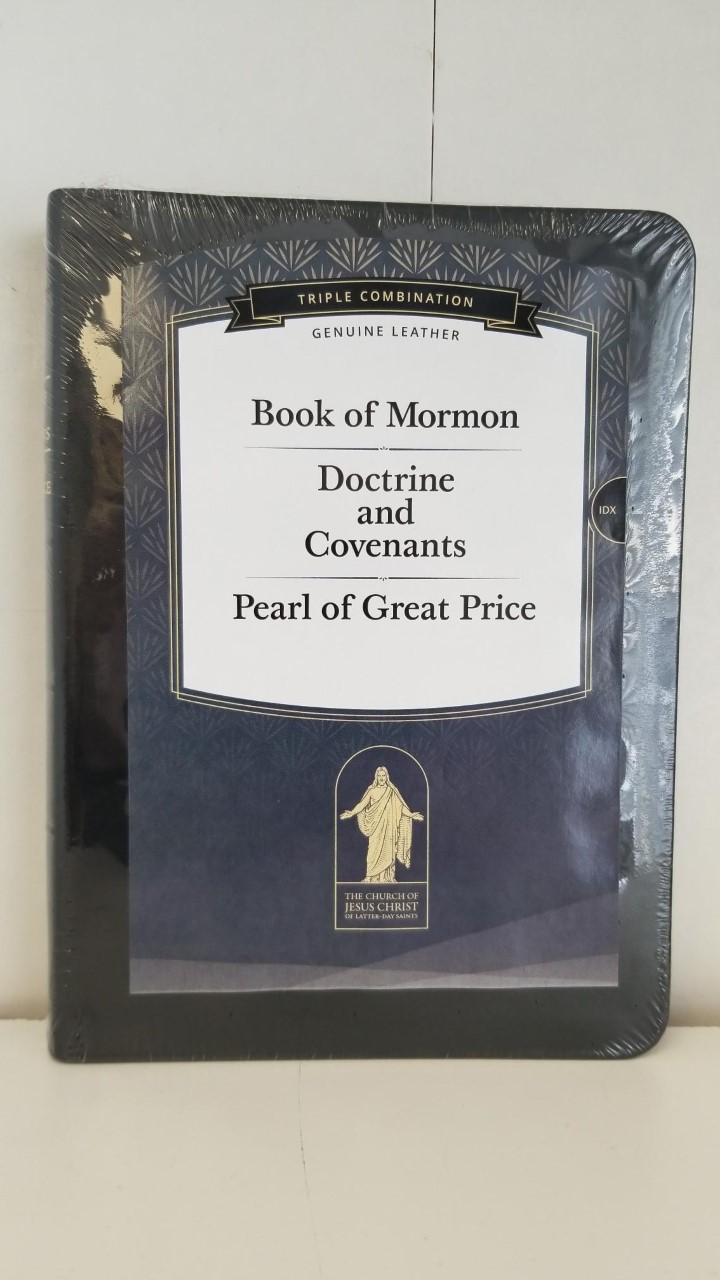 TRIPLE COMBINATION
GENUINE LEATHER
Book of Mormon
Doctrine
and
Covenants
IDX
Pearl of Great Price
THE CHURCH OF
JESUS CHRIST
OF LATTER-DAY SAINTS